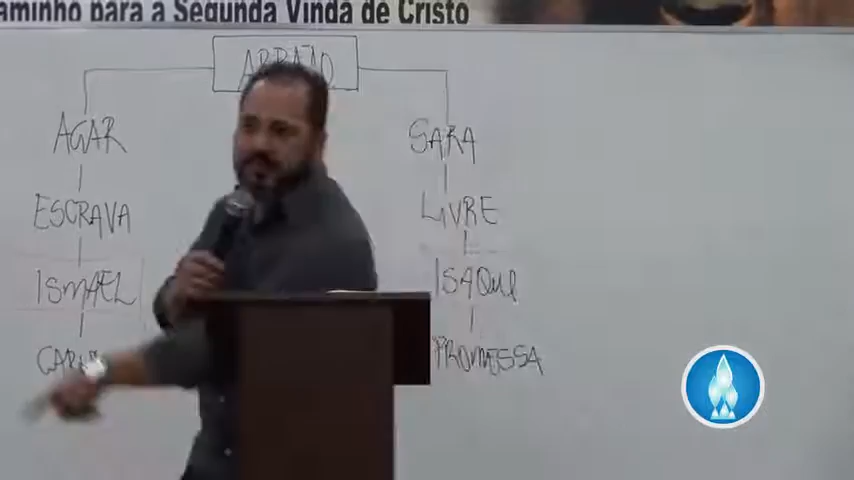 aminho para a Segunda Vinda de Cristo
ABRAÃO
AGAR
SARA
ESCRAVA
LIVRE
ISMAEL
ISAQUE
PROMESSA